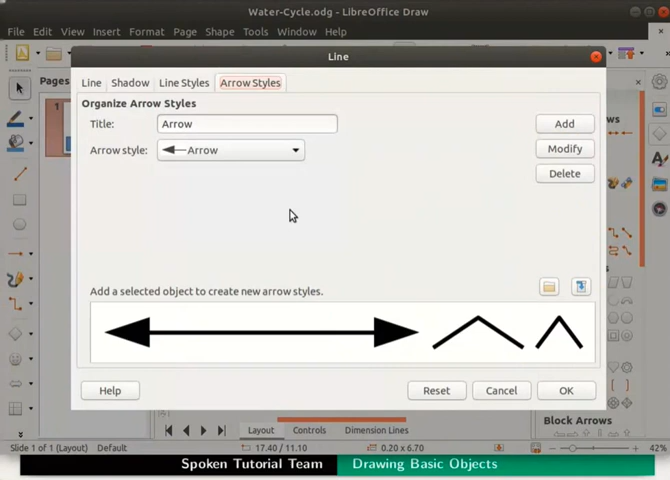 Water-Cycle.odg - LibreOffice Draw
File Edit View Insert Format Page Shape Tools Window Help
Line
Pages
Line Shadow Line Styles Arrow Styles
Organize Arrow Styles
1
Title: Arrow Add
Arrow style: Arrow Modify
Delete
Add a selected object to create new arrow styles.
Help Reset Cancel OK
Block Arrows
Layout Controls Dimension Lines
Slide 1 of 1 (Layout) Default 17.40 / 11.10 0.20 x 6.70 42%
Spoken Tutorial Team Drawing Basic Objects